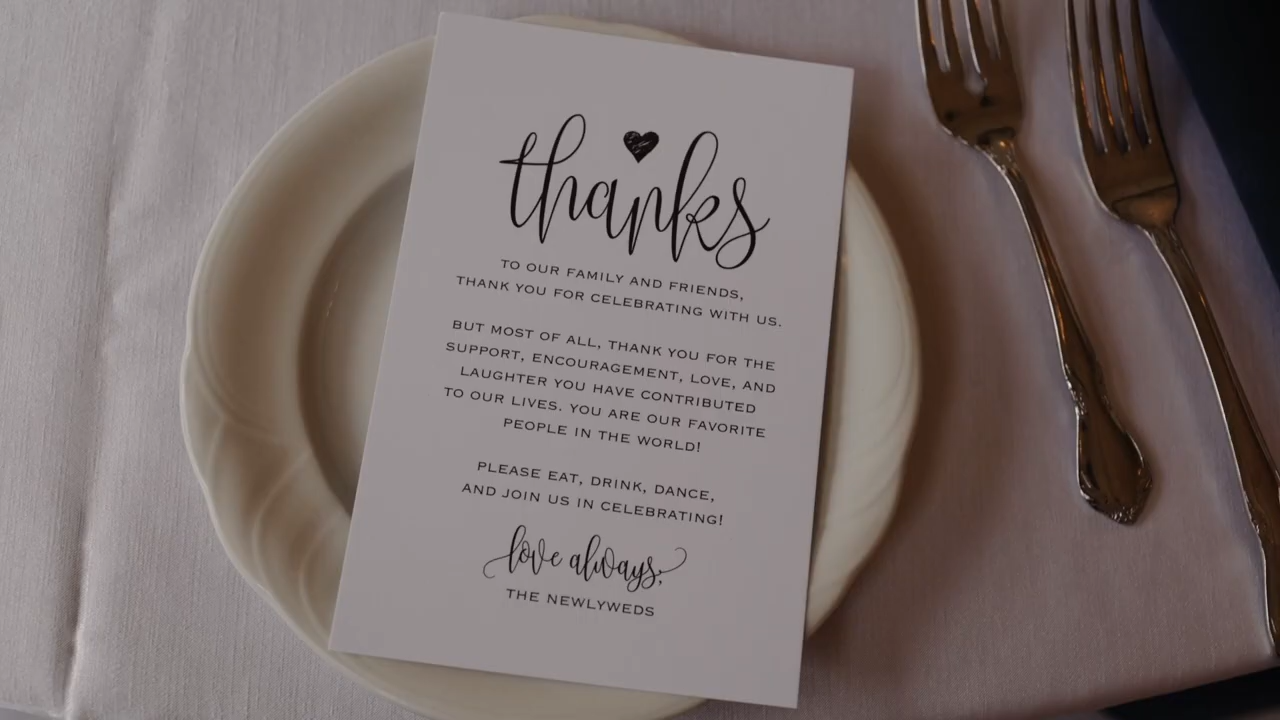 thanks
TO OUR FAMILY AND FRIENDS,
THANK YOU FOR CELEBRATING WITH US.
BUT MOST OF ALL, THANK YOU FOR THE
SUPPORT, ENCOURAGEMENT, LOVE, AND
LAUGHTER YOU HAVE CONTRIBUTED
TO OUR LIVES. YOU ARE OUR FAVORITE
PEOPLE IN THE WORLD!
PLEASE EAT, DRINK, DANCE,
AND JOIN US IN CELEBRATING!
love always,
THE NEWLYWEDS